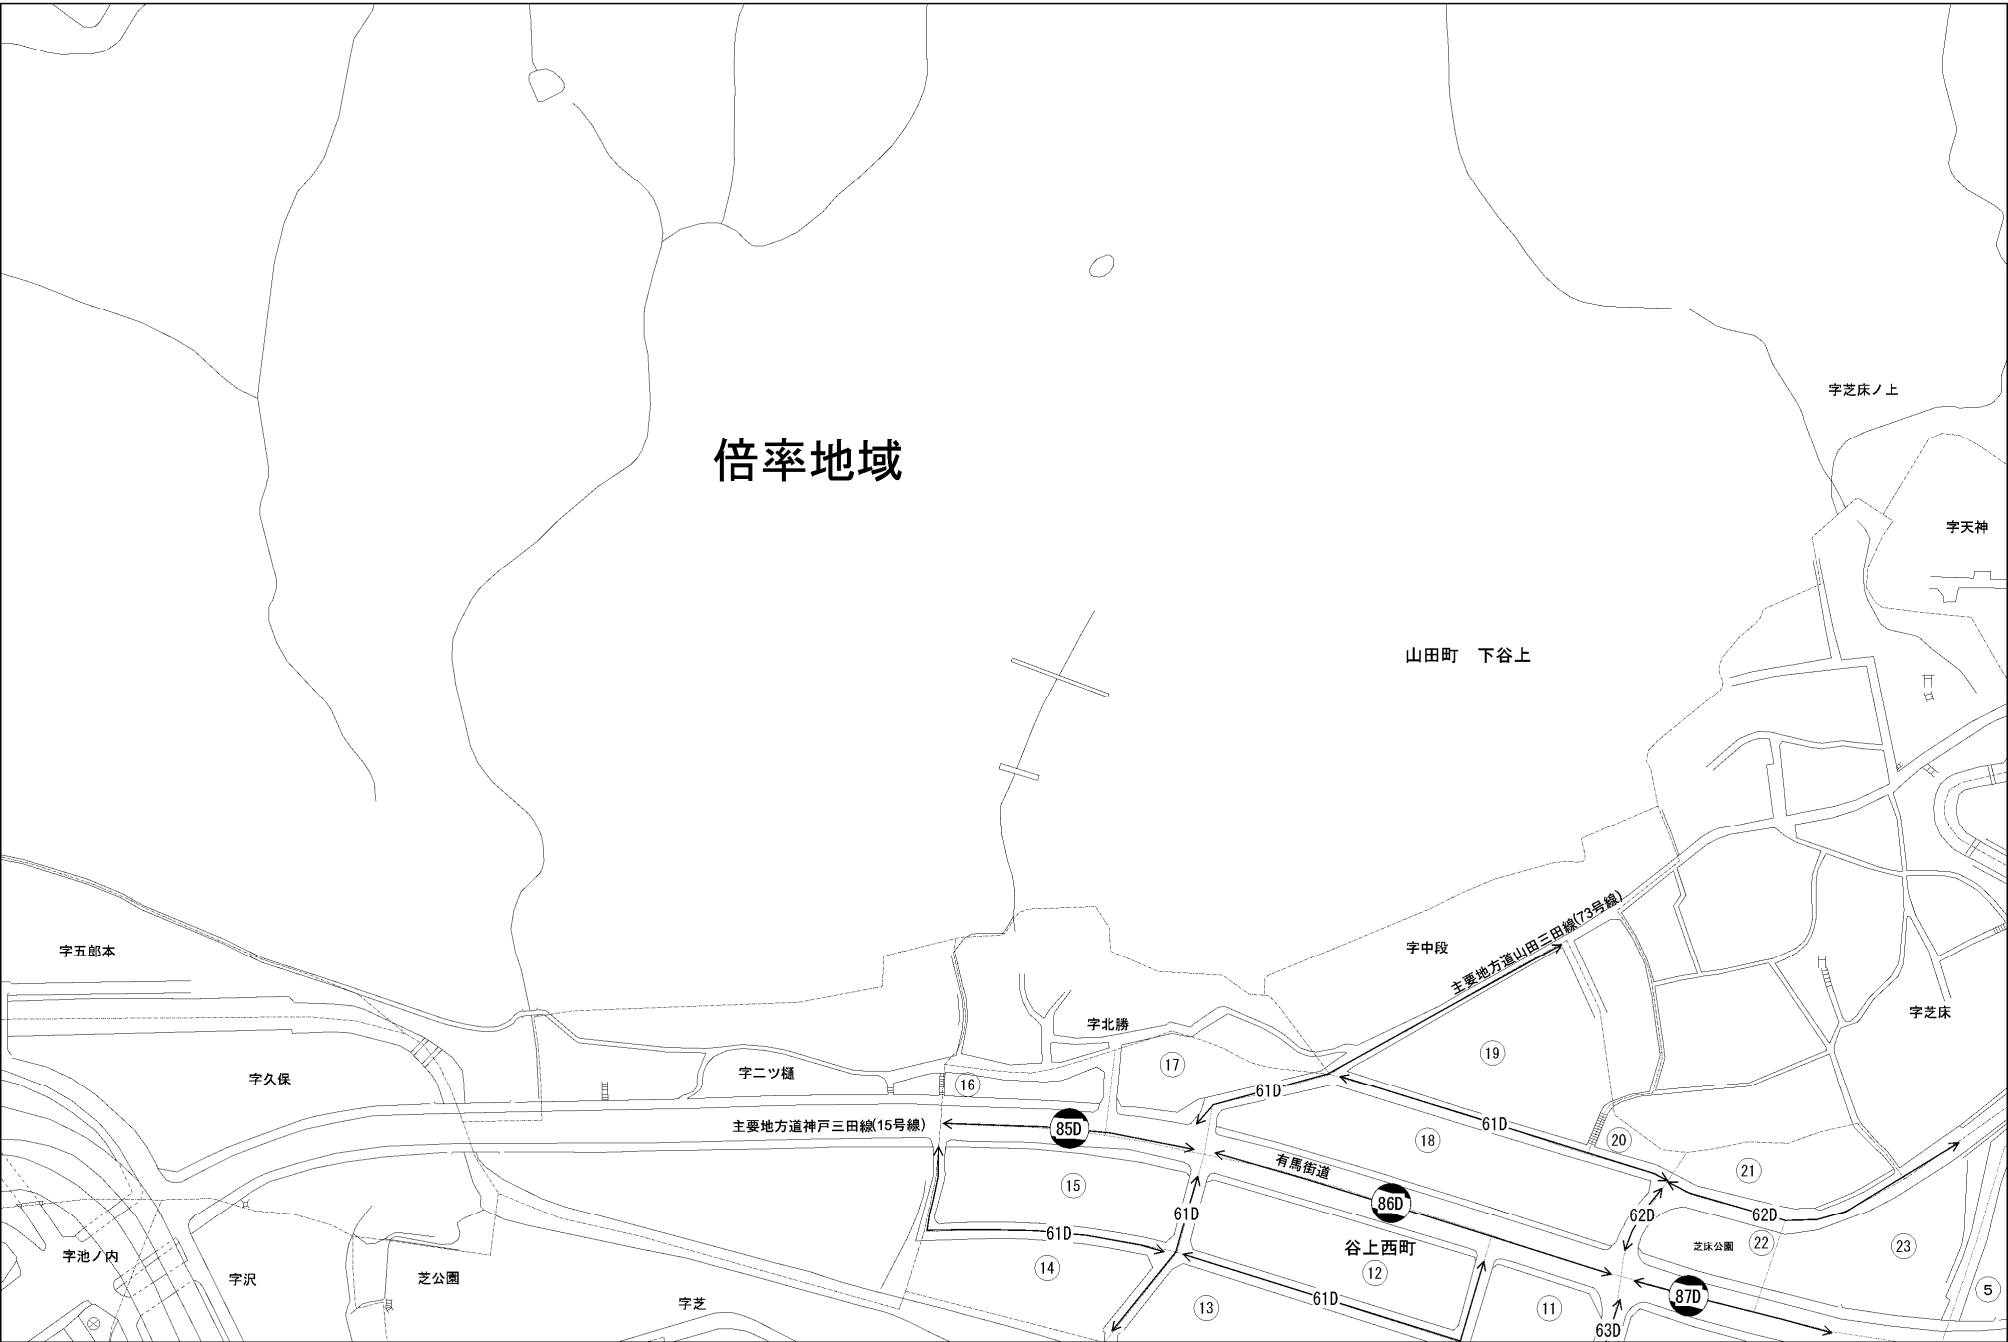 字芝床ノ上
倍率地域
字天神
山田町 下谷上
主要地方道山田三田線(73号線)
字五郎本
字中段
字芝床
字北勝
字久保
字二ツ樋
16
17
19
61D
主要地方道神戸三田線(15号線)
85D
61D
18
20
有馬街道
21
15
86D
61D
62D
62D
61D
谷上西町
芝床公園
22
23
字池ノ内
字沢
芝公園
14
12
字芝
13
61D
11
87D
5
63D